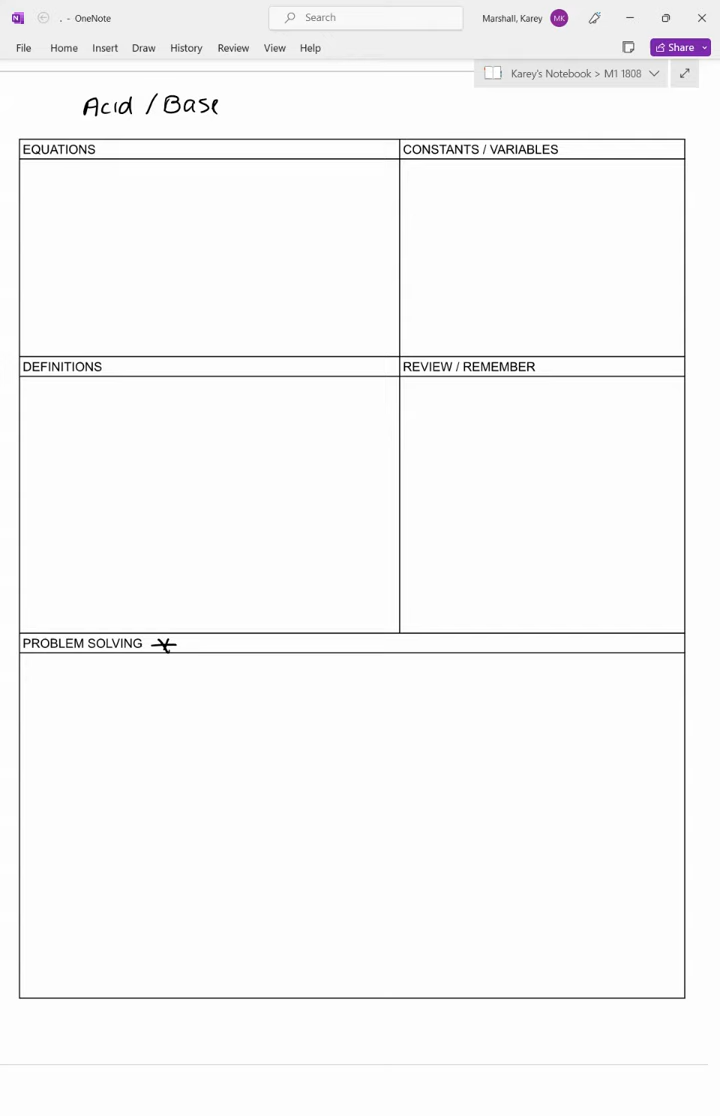 . - OneNote
Search
Marshall, Karey
MK
File Home Insert Draw History Review View Help
Share
Karey's Notebook > M1 1808
Acid / Base
EQUATIONS
CONSTANTS / VARIABLES
DEFINITIONS
REVIEW / REMEMBER
PROBLEM SOLVING